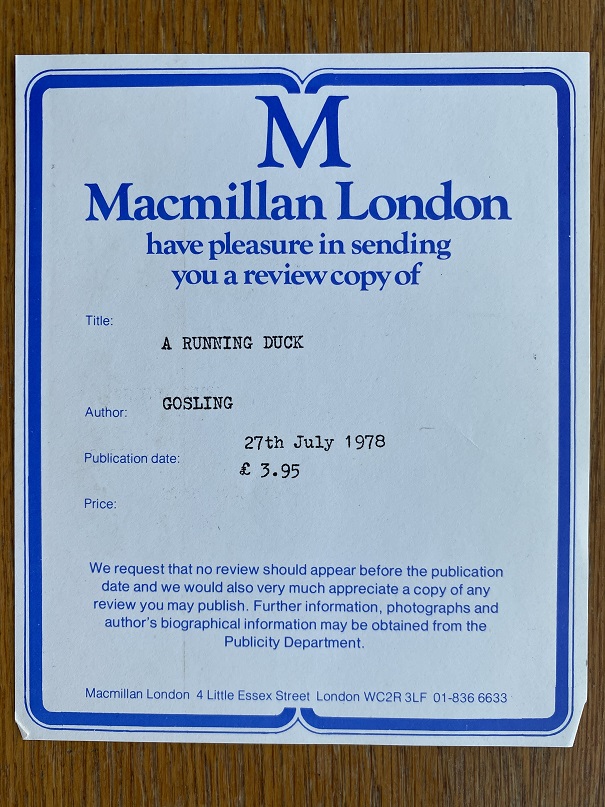 M
Macmillan London
have pleasure in sending
you a review copy of
Title:
A RUNNING DUCK
Author:
GOSLING
Publication date:
27th July 1978
£ 3.95
Price:
We request that no review should appear before the publication
date and we would also very much appreciate a copy of any
review you may publish. Further information, photographs and
author's biographical information may be obtained from the
Publicity Department.
Macmillan London 4 Little Essex Street London WC2R 3LF 01-836 6633